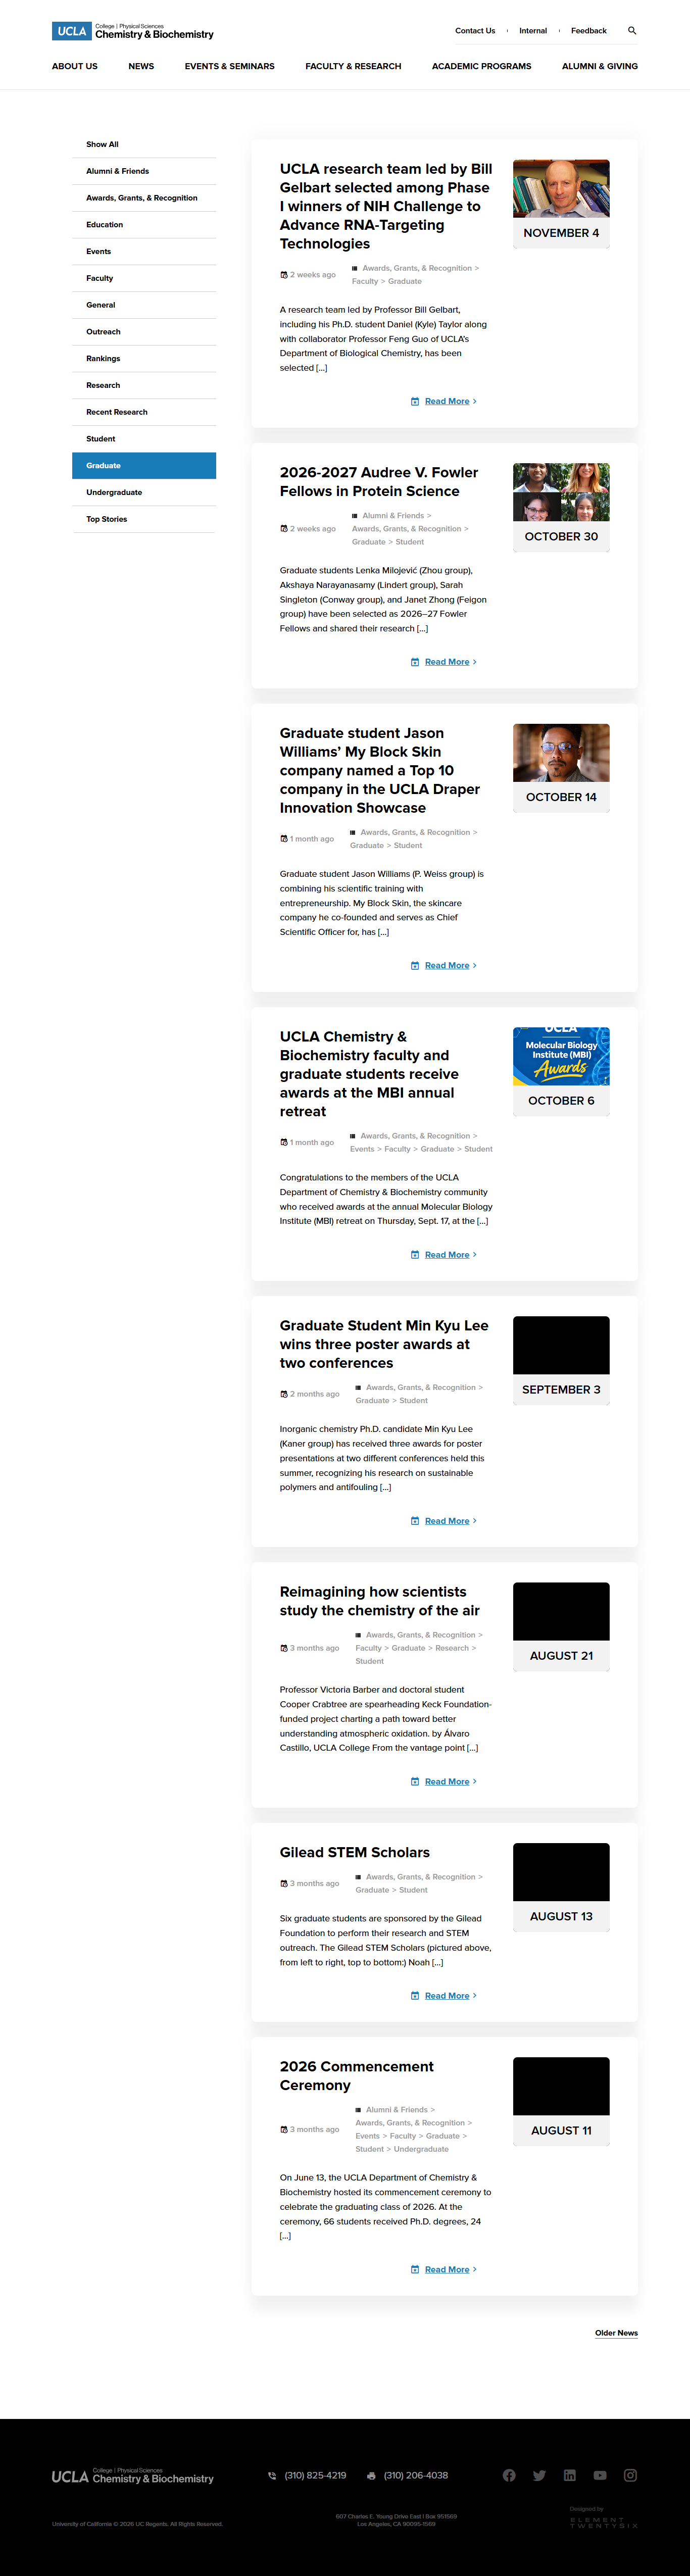 UCLA College | Physical Sciences
Chemistry & Biochemistry
Contact Us
Internal
Feedback
ABOUT US
NEWS
EVENTS & SEMINARS
FACULTY & RESEARCH
ACADEMIC PROGRAMS
ALUMNI & GIVING
Show All
Alumni & Friends
Awards, Grants, & Recognition
Education
Events
Faculty
General
Outreach
Rankings
Research
Recent Research
Student
Graduate
Undergraduate
Top Stories
UCLA research team led by Bill
Gelbart selected among Phase
I winners of NIH Challenge to
Advance RNA-Targeting
Technologies
NOVEMBER 4
2 weeks ago
Awards, Grants, & Recognition >
Faculty > Graduate
A research team led by Professor Bill Gelbart,
including his Ph.D. student Daniel (Kyle) Taylor along
with collaborator Professor Feng Guo of UCLA's
Department of Biological Chemistry, has been
selected [...]
Read More
2026-2027 Audree V. Fowler
Fellows in Protein Science
OCTOBER 30
2 weeks ago
Alumni & Friends >
Awards, Grants, & Recognition >
Graduate > Student
Graduate students Lenka Milojević (Zhou group),
Akshaya Narayanasamy (Lindert group), Sarah
Singleton (Conway group), and Janet Zhong (Feigon
group) have been selected as 2026–27 Fowler
Fellows and shared their research [...]
Read More
Graduate student Jason
Williams’ My Block Skin
company named a Top 10
company in the UCLA Draper
Innovation Showcase
OCTOBER 14
1 month ago
Awards, Grants, & Recognition >
Graduate > Student
Graduate student Jason Williams (P. Weiss group) is
combining his scientific training with
entrepreneurship. My Block Skin, the skincare
company he co-founded and serves as Chief
Scientific Officer for, has [...]
Read More
UCLA Chemistry &
Biochemistry faculty and
graduate students receive
awards at the MBI annual
retreat
UCLA
Molecular Biology
Institute (MBI)
Awards
OCTOBER 6
1 month ago
Awards, Grants, & Recognition >
Events > Faculty > Graduate > Student
Congratulations to the members of the UCLA
Department of Chemistry & Biochemistry community
who received awards at the annual Molecular Biology
Institute (MBI) retreat on Thursday, Sept. 17, at the [...]
Read More
Graduate Student Min Kyu Lee
wins three poster awards at
two conferences
SEPTEMBER 3
2 months ago
Awards, Grants, & Recognition >
Graduate > Student
Inorganic chemistry Ph.D. candidate Min Kyu Lee
(Kaner group) has received three awards for poster
presentations at two different conferences held this
summer, recognizing his research on sustainable
polymers and antifouling [...]
Read More
Reimagining how scientists
study the chemistry of the air
AUGUST 21
3 months ago
Awards, Grants, & Recognition >
Faculty > Graduate > Research >
Student
Professor Victoria Barber and doctoral student
Cooper Crabtree are spearheading Keck Foundation-
funded project charting a path toward better
understanding atmospheric oxidation. by Álvaro
Castillo, UCLA College From the vantage point [...]
Read More
Gilead STEM Scholars
AUGUST 13
3 months ago
Awards, Grants, & Recognition >
Graduate > Student
Six graduate students are sponsored by the Gilead
Foundation to perform their research and STEM
outreach. The Gilead STEM Scholars (pictured above,
from left to right, top to bottom:) Noah [...]
Read More
2026 Commencement
Ceremony
AUGUST 11
3 months ago
Alumni & Friends >
Awards, Grants, & Recognition >
Events > Faculty > Graduate >
Student > Undergraduate
On June 13, the UCLA Department of Chemistry &
Biochemistry hosted its commencement ceremony to
celebrate the graduating class of 2026. At the
ceremony, 66 students received Ph.D. degrees, 24
[...]
Read More
Older News
UCLA College | Physical Sciences
Chemistry & Biochemistry
(310) 825-4219
(310) 206-4038
University of California © 2026 UC Regents. All Rights Reserved.
607 Charles E. Young Drive East | Box 951569
Los Angeles, CA 90095-1569
Designed by
ELEMENT
TWENTYSIX